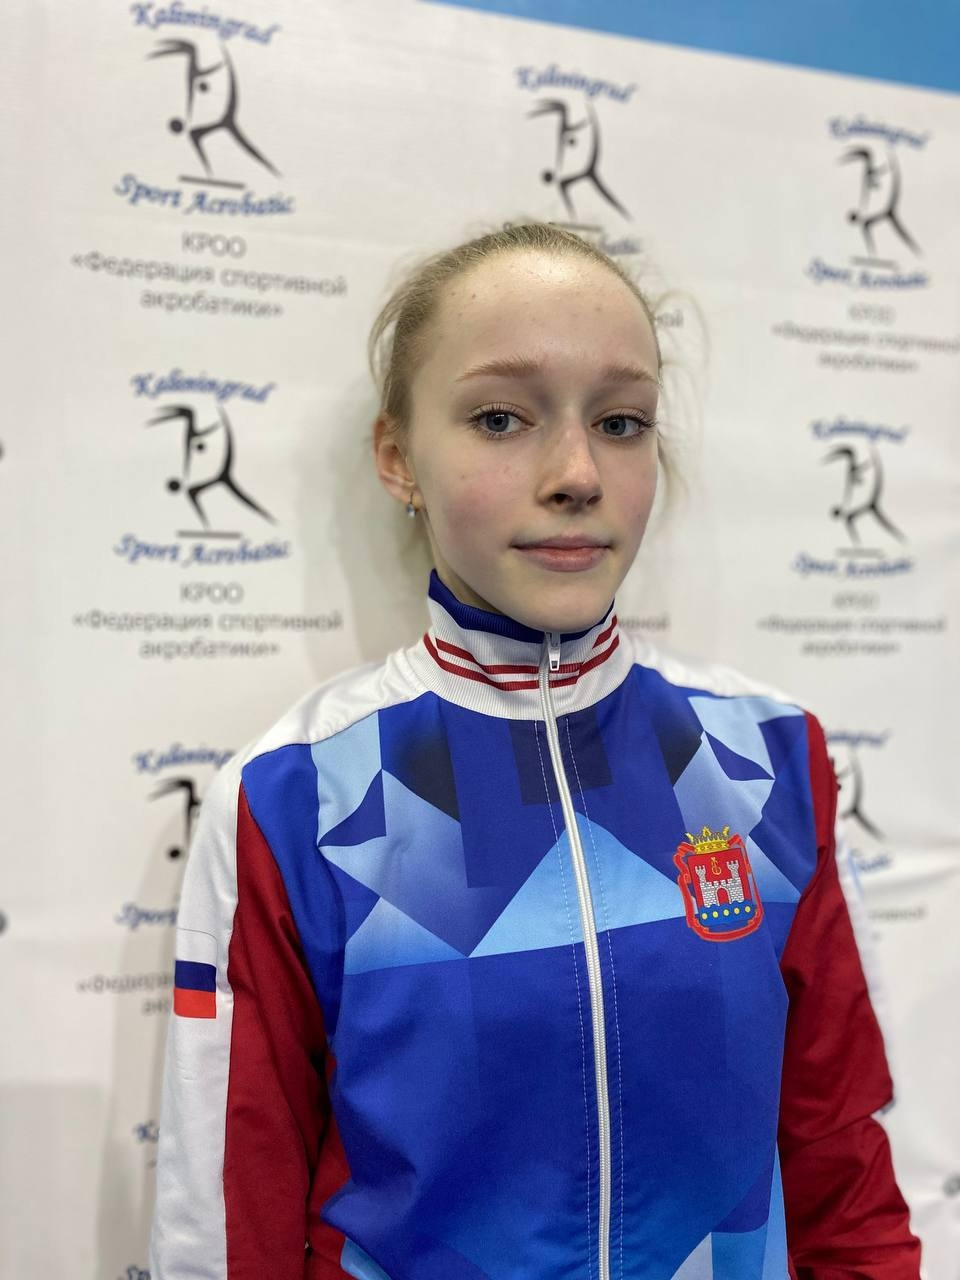 Kaliningrad
Sport Acrobatic
КРОО
«Федерация спортивной
акробатики»
Kaliningrad
Kaliningrad
Sport Acrobatic
КРОО
«Федерация спортивной
акробатики»
Kaliningrad
Sport Acrobatic
КРОО
«Федерация спортивной
акробатики»
Kaliningrad
Sport Acrobatic
КРОО
«Федерация спортивной
акробатики»